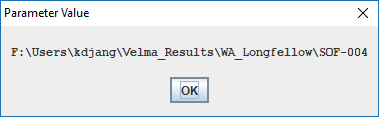 Parameter Value
F:\Users\kdjang\Velma_Results\WA_Longfellow\SOF-004
OK